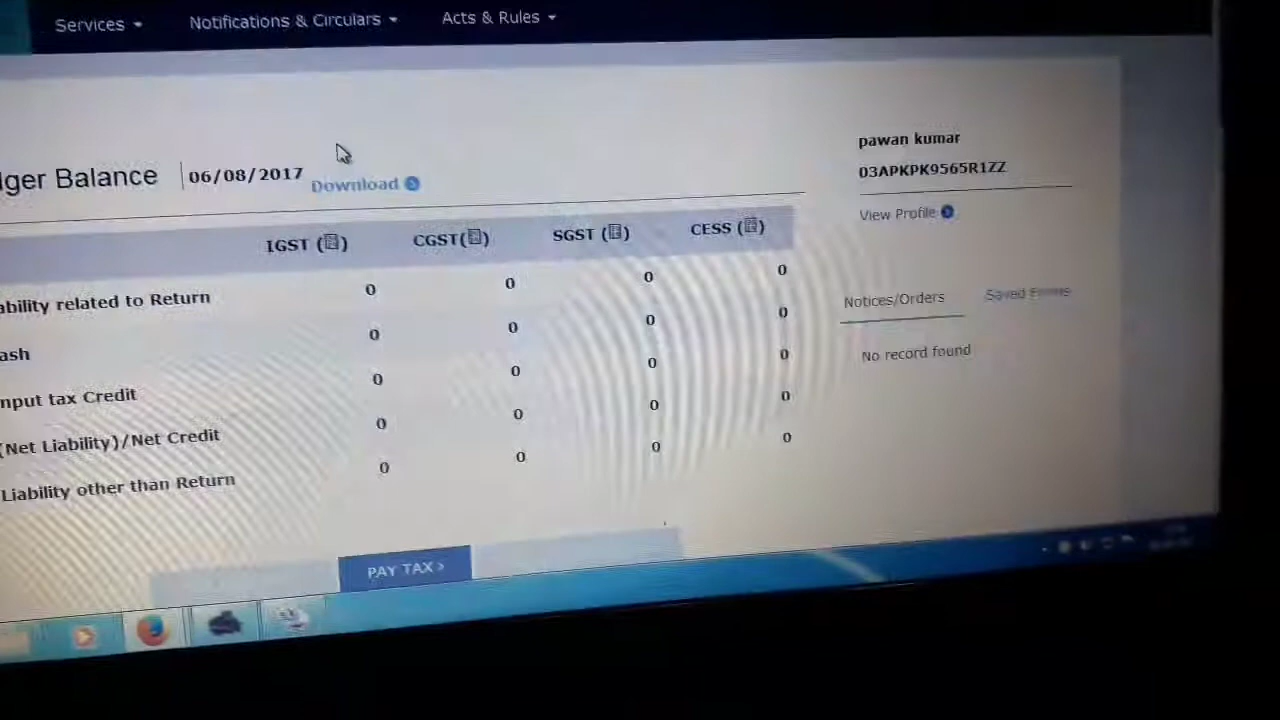 Services
Notifications & Circulars
Acts & Rules
pawan kumar
03APKPK9565R1ZZ
View Profile
lger Balance
06/08/2017
Download
IGST ( )
CGST( )
SGST ( )
CESS ( )
ability related to Return 0 0 0 0
ash 0 0 0 0
nput tax Credit 0 0 0 0
(Net Liability)/Net Credit 0 0 0 0
Liability other than Return 0 0 0 0
Notices/Orders
Saved Forms
No record found
PAY TAX >